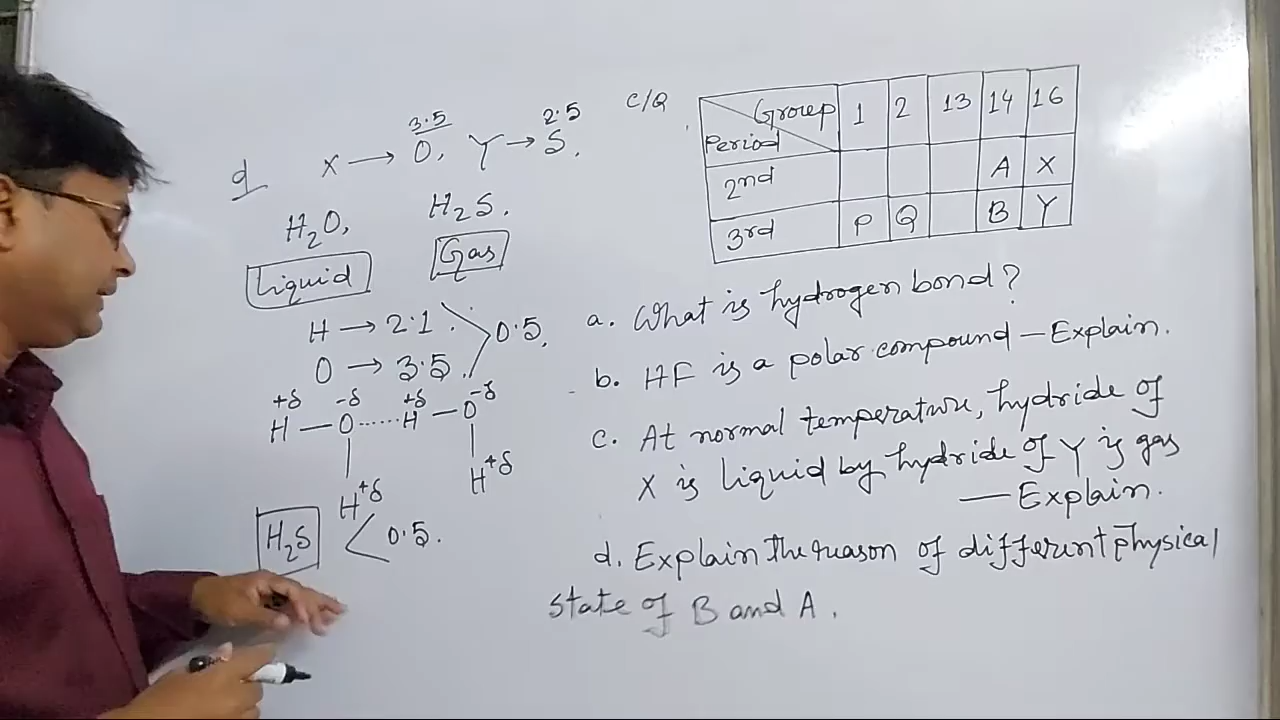 d
X → O, Y → S,
3.5
2.5
H₂O,
H₂S.
Liquid
Gas
H → 2.1.
O → 3.5.
0.5,
+δ -δ +δ -δ
H — O ...... H — O
H+δ
H+δ
H₂S
0.5.
C/Q
Group 1 2 13 14 16
Period
2nd A X
3rd P Q B Y
a. What is hydrogen bond?
b. HF is a polar compound — Explain.
c. At normal temperature, hydride of
X is liquid by hydride of Y is gas
— Explain.
d. Explain the reason of different physical
state of B and A.